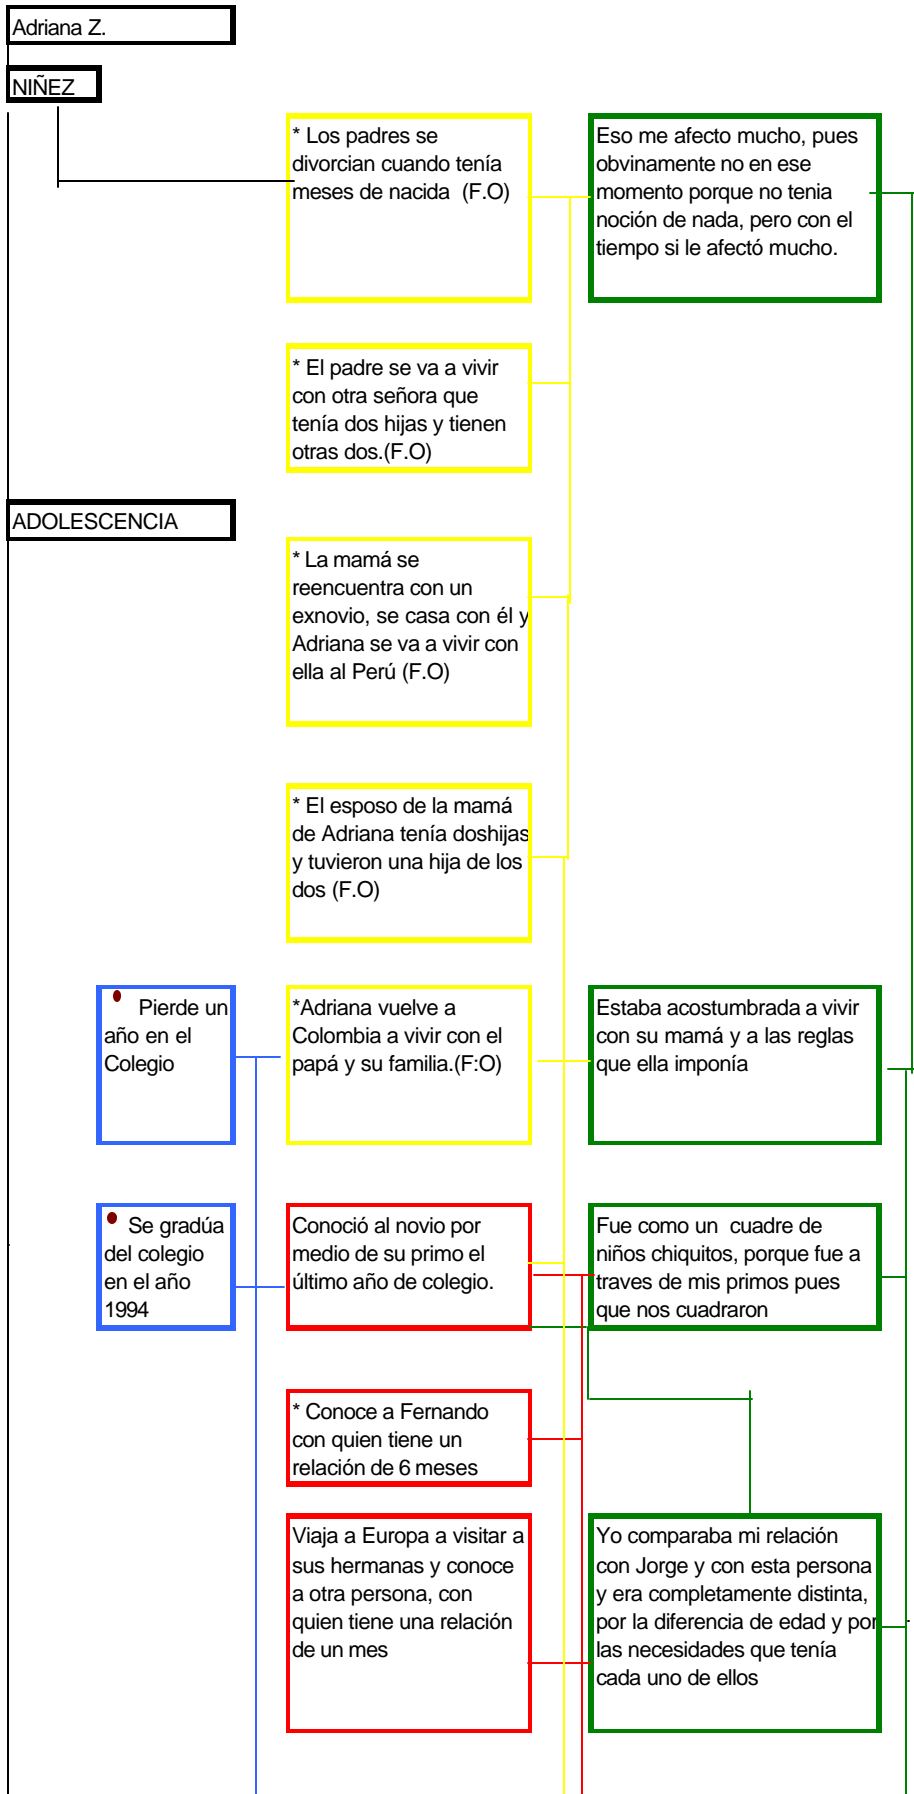 Adriana Z.
NIÑEZ
* Los padres se
divorcian cuando tenía
meses de nacida (F.O)
Eso me afecto mucho, pues
obvinamente no en ese
momento porque no tenia
noción de nada, pero con el
tiempo si le afectó mucho.
* El padre se va a vivir
con otra señora que
tenía dos hijas y tienen
otras dos.(F.O)
ADOLESCENCIA
* La mamá se
reencuentra con un
exnovio, se casa con él y
Adriana se va a vivir con
ella al Perú (F.O)
* El esposo de la mamá
de Adriana tenía doshijas
y tuvieron una hija de los
dos (F.O)
Pierde un
año en el
Colegio
*Adriana vuelve a
Colombia a vivir con el
papá y su familia.(F:O)
Estaba acostumbrada a vivir
con su mamá y a las reglas
que ella imponía
Se gradúa
del colegio
en el año
1994
Conoció al novio por
medio de su primo el
último año de colegio.
Fue como un cuadre de
niños chiquitos, porque fue a
traves de mis primos pues
que nos cuadraron
* Conoce a Fernando
con quien tiene un
relación de 6 meses
Viaja a Europa a visitar a
sus hermanas y conoce
a otra persona, con
quien tiene una relación
de un mes
Yo comparaba mi relación
con Jorge y con esta persona
y era completamente distinta,
por la diferencia de edad y por
las necesidades que tenía
cada uno de ellos